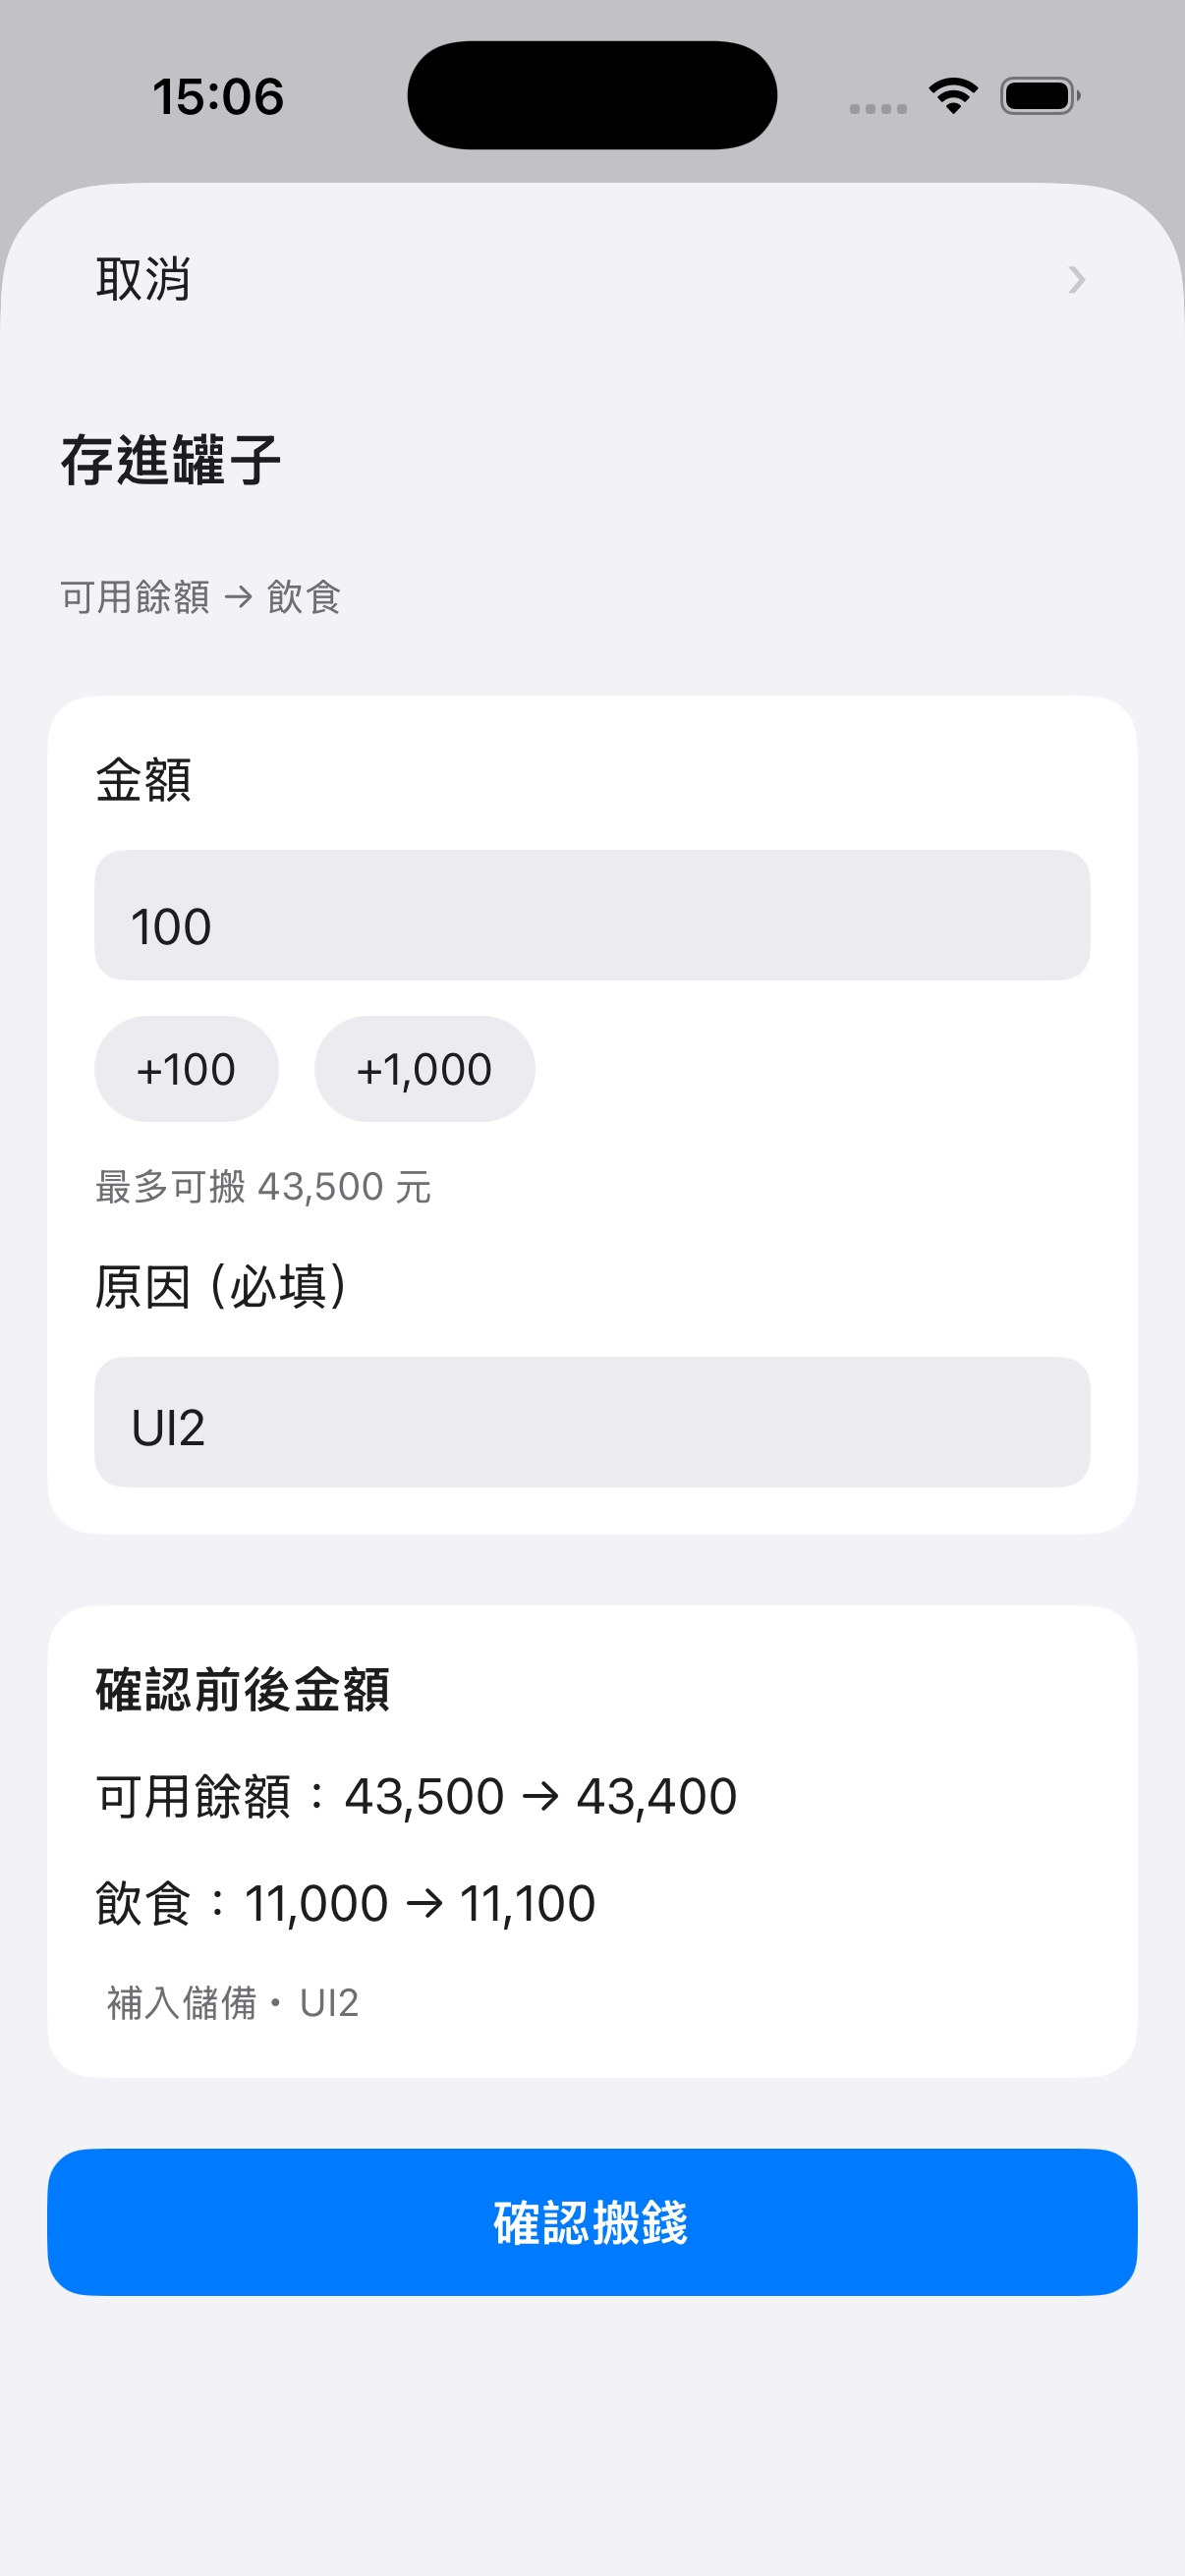 15:06
取消
存進罐子
可用餘額 → 飲食
金額
100
+100 +1,000
最多可搬 43,500 元
原因（必填）
UI2
確認前後金額
可用餘額：43,500 → 43,400
飲食：11,000 → 11,100
補入儲備・UI2
確認搬錢